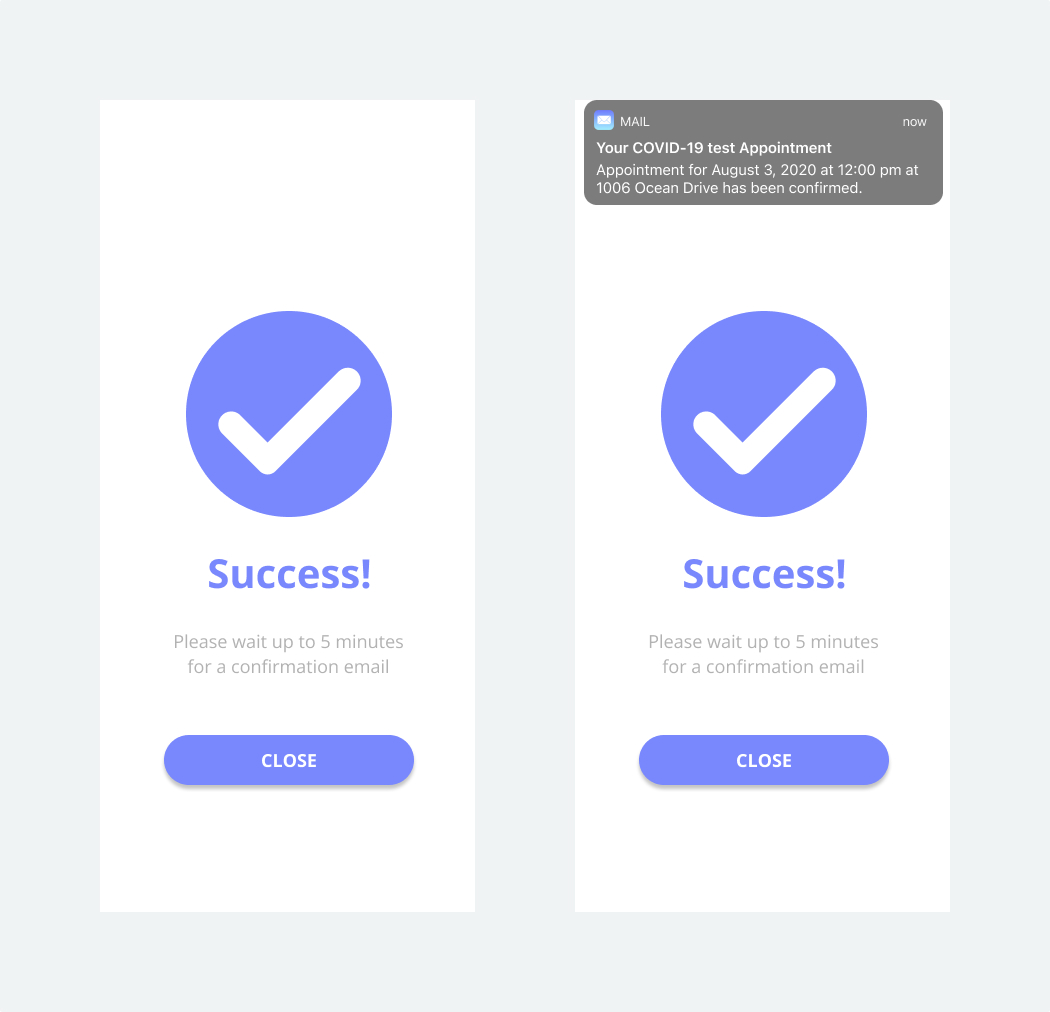 Success!
Please wait up to 5 minutes
for a confirmation email
CLOSE
MAIL
now
Your COVID-19 test Appointment
Appointment for August 3, 2020 at 12:00 pm at
1006 Ocean Drive has been confirmed.
Success!
Please wait up to 5 minutes
for a confirmation email
CLOSE